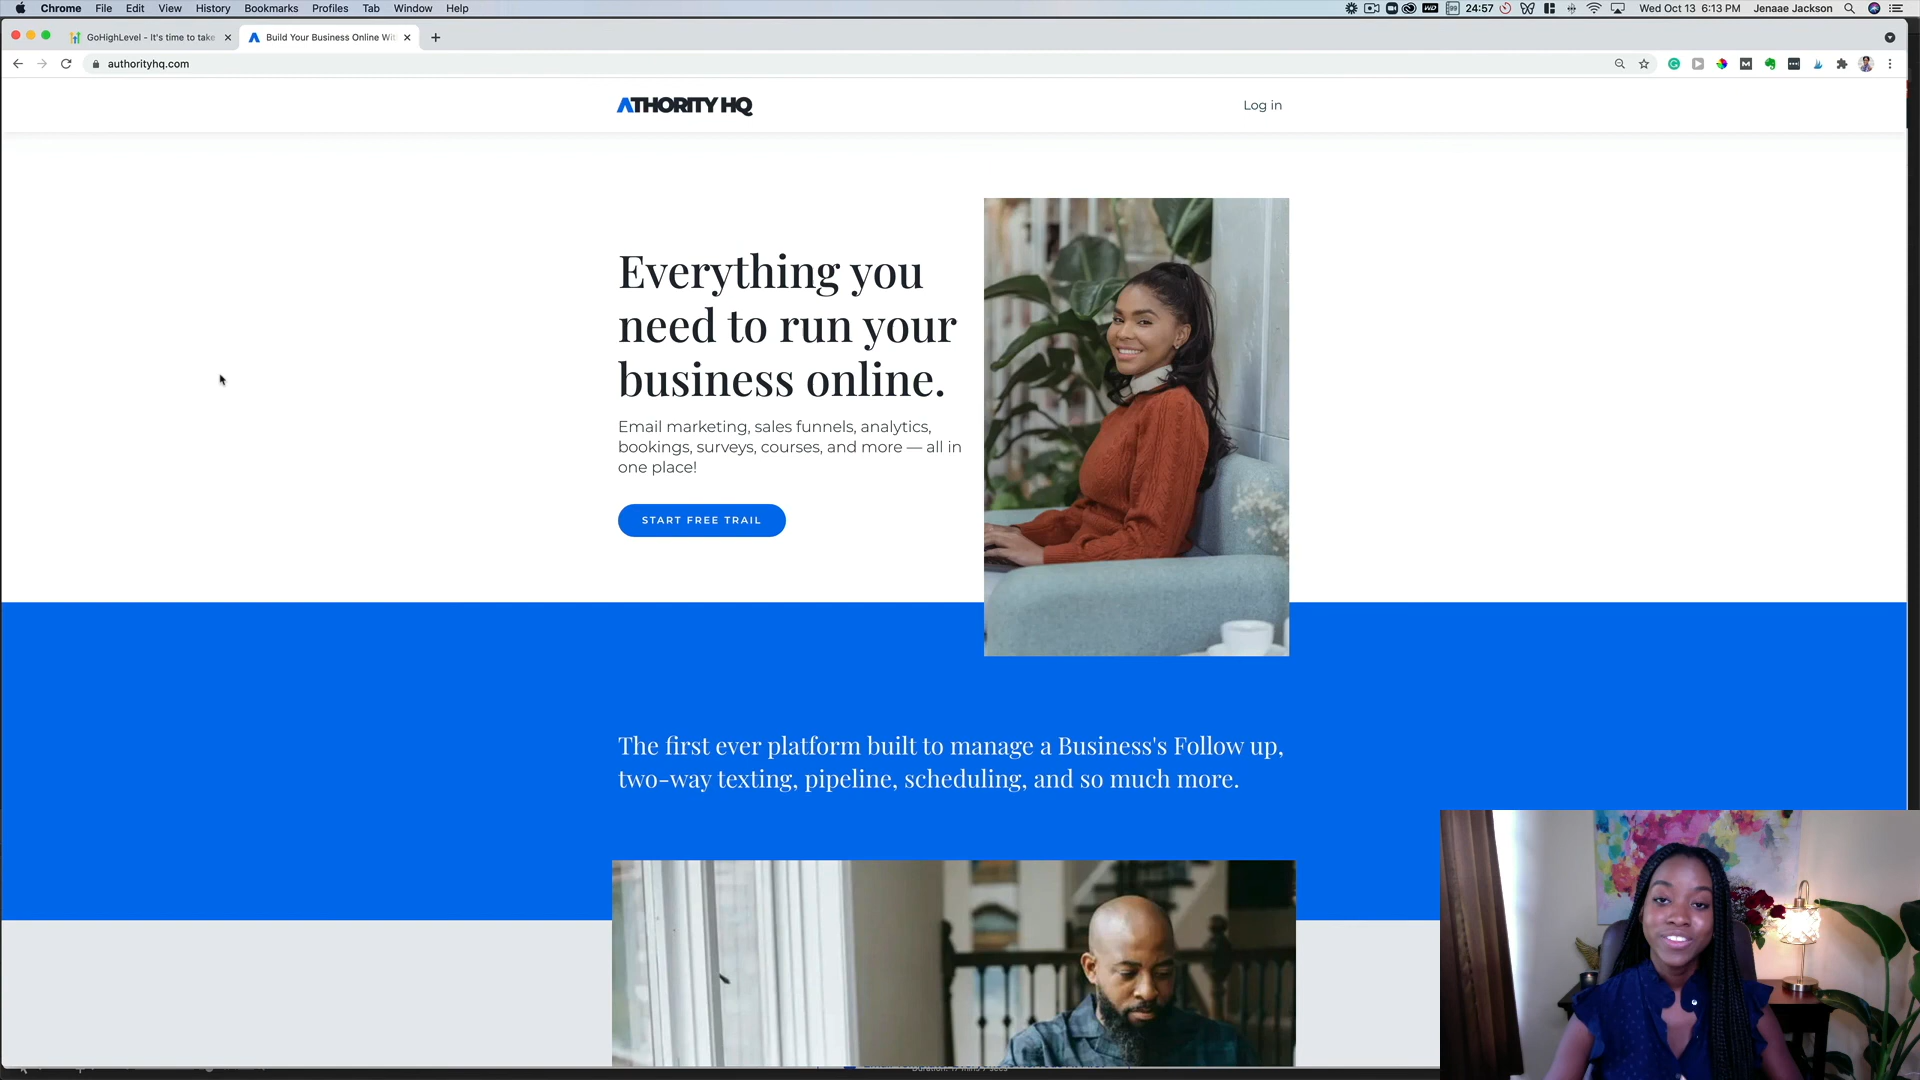 Chrome File Edit View History Bookmarks Profiles Tab Window Help
24:57 Wed Oct 13 6:13 PM Jenaae Jackson
GoHighLevel - It's time to take
Build Your Business Online Wit
authorityhq.com
ATHORITY HQ
Log in
Everything you
need to run your
business online.
Email marketing, sales funnels, analytics,
bookings, surveys, courses, and more — all in
one place!
START FREE TRAIL
The first ever platform built to manage a Business's Follow up,
two-way texting, pipeline, scheduling, and so much more.